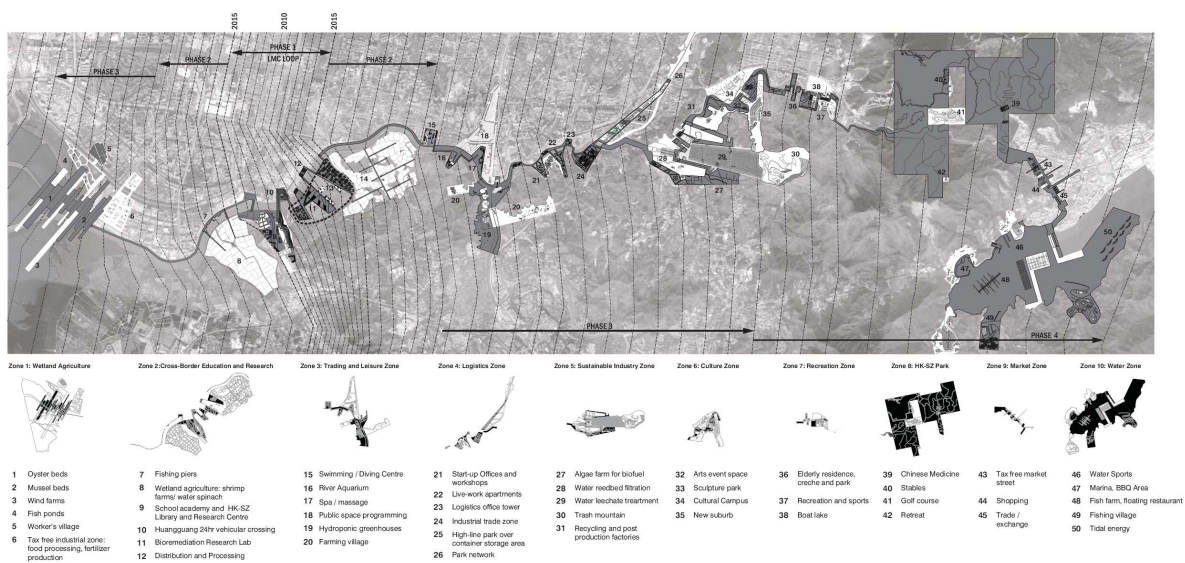 2015
2010
2015
PHASE 3
PHASE 2
PHASE 1
LMC LOOP
PHASE 2
PHASE 3
PHASE 4
Zone 1: Wetland Agriculture
1 Oyster beds
2 Mussel beds
3 Wind farms
4 Fish ponds
5 Worker's village
6 Tax free industrial zone:
food processing, fertilizer
production
Zone 2:Cross-Border Education and Research
7 Fishing piers
8 Wetland agriculture: shrimp
farms/ water spinach
9 School academy and HK-SZ
Library and Research Centre
10 Huangguang 24hr vehicular crossing
11 Bioremediation Research Lab
12 Distribution and Processing
Zone 3: Trading and Leisure Zone
15 Swimming / Diving Centre
16 River Aquarium
17 Spa / massage
18 Public space programming
19 Hydroponic greenhouses
20 Farming village
Zone 4: Logistics Zone
21 Start-up Offices and
workshops
22 Live-work apartments
23 Logistics office tower
24 Industrial trade zone
25 High-line park over
container storage area
26 Park network
Zone 5: Sustainable Industry Zone
27 Algae farm for biofuel
28 Water reedbed filtration
29 Water leechate treartment
30 Trash mountain
31 Recycling and post
production factories
Zone 6: Culture Zone
32 Arts event space
33 Sculpture park
34 Cultural Campus
35 New suburb
Zone 7: Recreation Zone
36 Elderly residence,
creche and park
37 Recreation and sports
38 Boat lake
Zone 8: HK-SZ Park
39 Chinese Medicine
40 Stables
41 Golf course
42 Retreat
Zone 9: Market Zone
43 Tax free market
street
44 Shopping
45 Trade /
exchange
Zone 10: Water Zone
46 Water Sports
47 Marina, BBQ Area
48 Fish farm, floating restaurant
49 Fishing village
50 Tidal energy